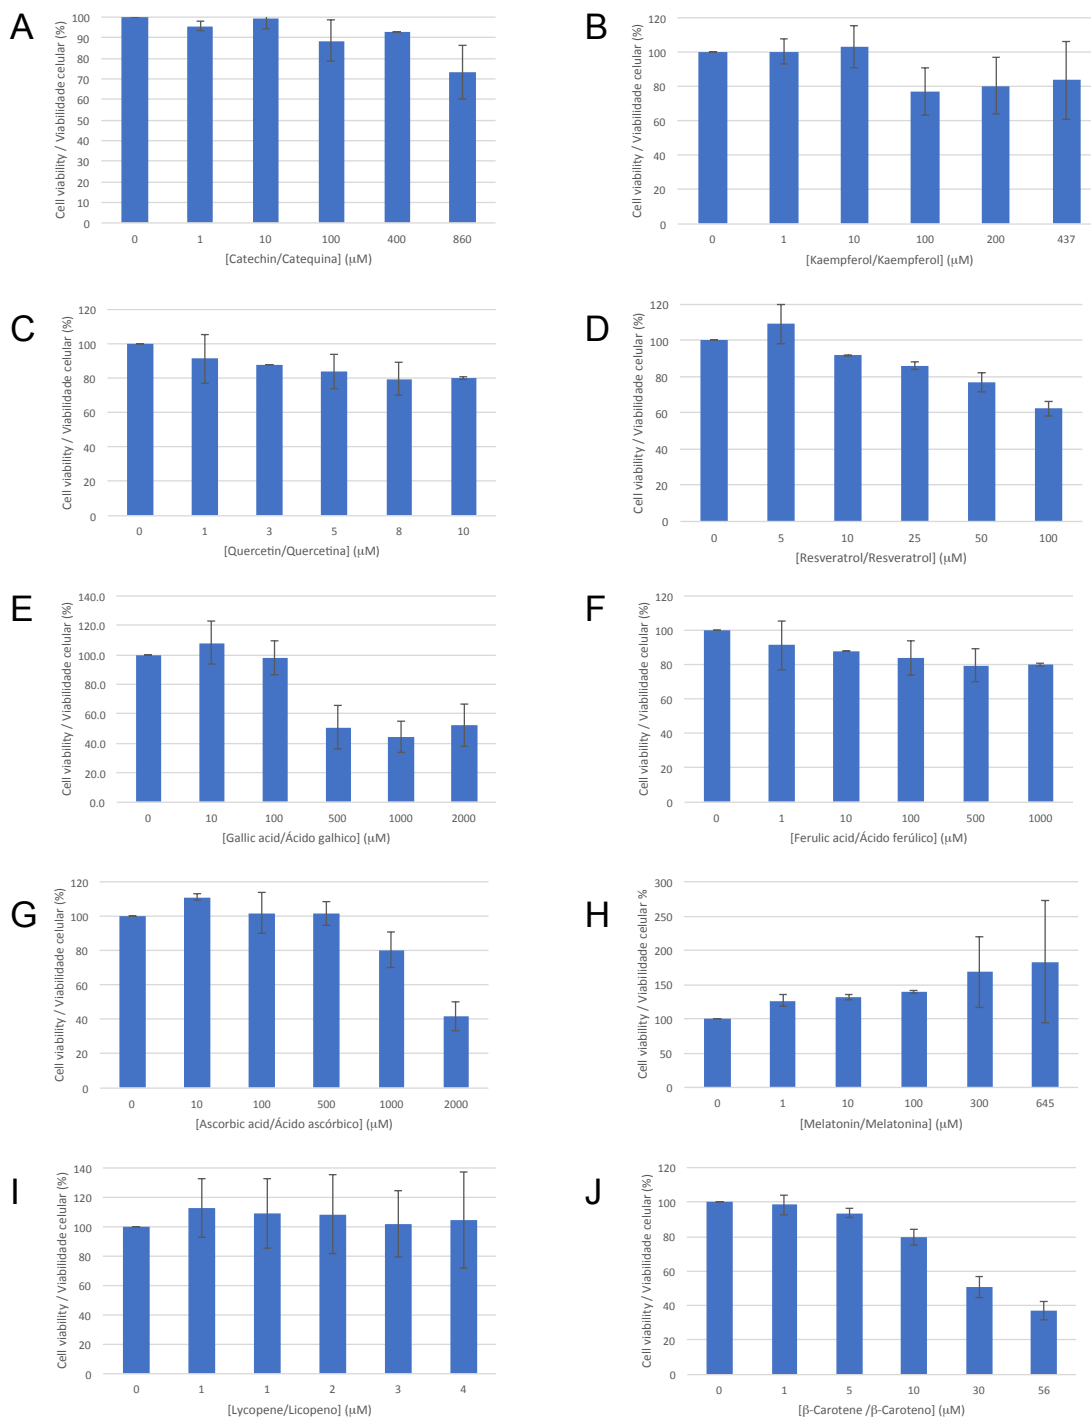 A
Cell viability / Viabilidade celular (%)
100
90
80
70
60
50
40
30
20
10
0
0 1 10 100 400 860
[Catechin/Catequina] (μM)
B
Cell viability / Viabilidade celular (%)
120
100
80
60
40
20
0
0 1 10 100 200 437
[Kaempferol/Kaempferol] (μM)
C
Cell viability / Viabilidade celular (%)
120
100
80
60
40
20
0
0 1 3 5 8 10
[Quercetin/Quercetina] (μM)
D
Cell viability / Viabilidade celular (%)
120
100
80
60
40
20
0
0 5 10 25 50 100
[Resveratrol/Resveratrol] (μM)
E
Cell viability / Viabilidade celular (%)
140.0
120.0
100.0
80.0
60.0
40.0
20.0
0.0
0 10 100 500 1000 2000
[Gallic acid/Ácido galhico] (μM)
F
Cell viability / Viabilidade celular (%)
120
100
80
60
40
20
0
0 1 10 100 500 1000
[Ferulic acid/Ácido ferúlico] (μM)
G
Cell viability / Viabilidade celular (%)
120
100
80
60
40
20
0
0 10 100 500 1000 2000
[Ascorbic acid/Ácido ascórbico] (μM)
H
Cell viability / Viabilidade celular %
300
250
200
150
100
50
0
0 1 10 100 300 645
[Melatonin/Melatonina] (μM)
I
Cell viability / Viabilidade celular (%)
140
120
100
80
60
40
20
0
0 1 1 2 3 4
[Lycopene/Licopeno] (μM)
J
Cell viability / Viabilidade celular (%)
120
100
80
60
40
20
0
0 1 5 10 30 56
[β-Carotene /β-Caroteno] (μM)